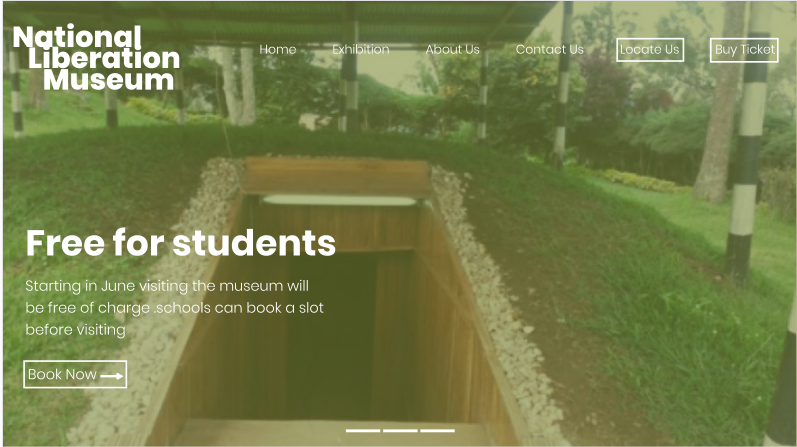 National
Liberation
Museum
Home Exhibition About Us Contact Us Locate Us Buy Ticket
Free for students
Starting in June visiting the museum will
be free of charge .schools can book a slot
before visiting
Book Now